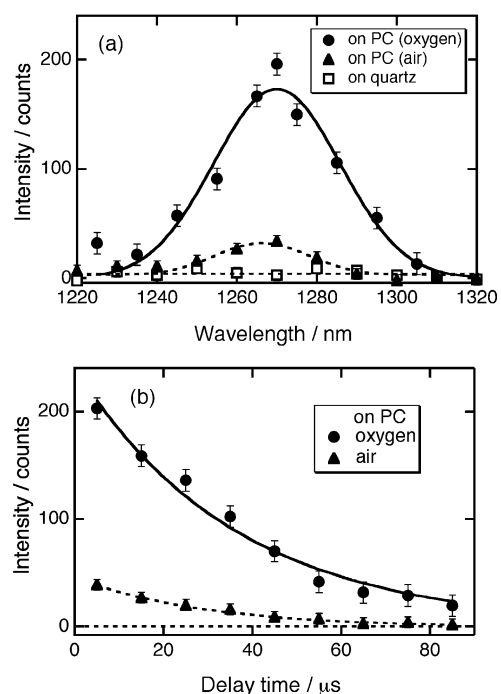 (a)
on PC (oxygen)
on PC (air)
on quartz
200
100
0
Intensity / counts
1220 1240 1260 1280 1300 1320
Wavelength / nm
(b)
on PC
oxygen
air
200
100
0
Intensity / counts
0 20 40 60 80
Delay time / μs